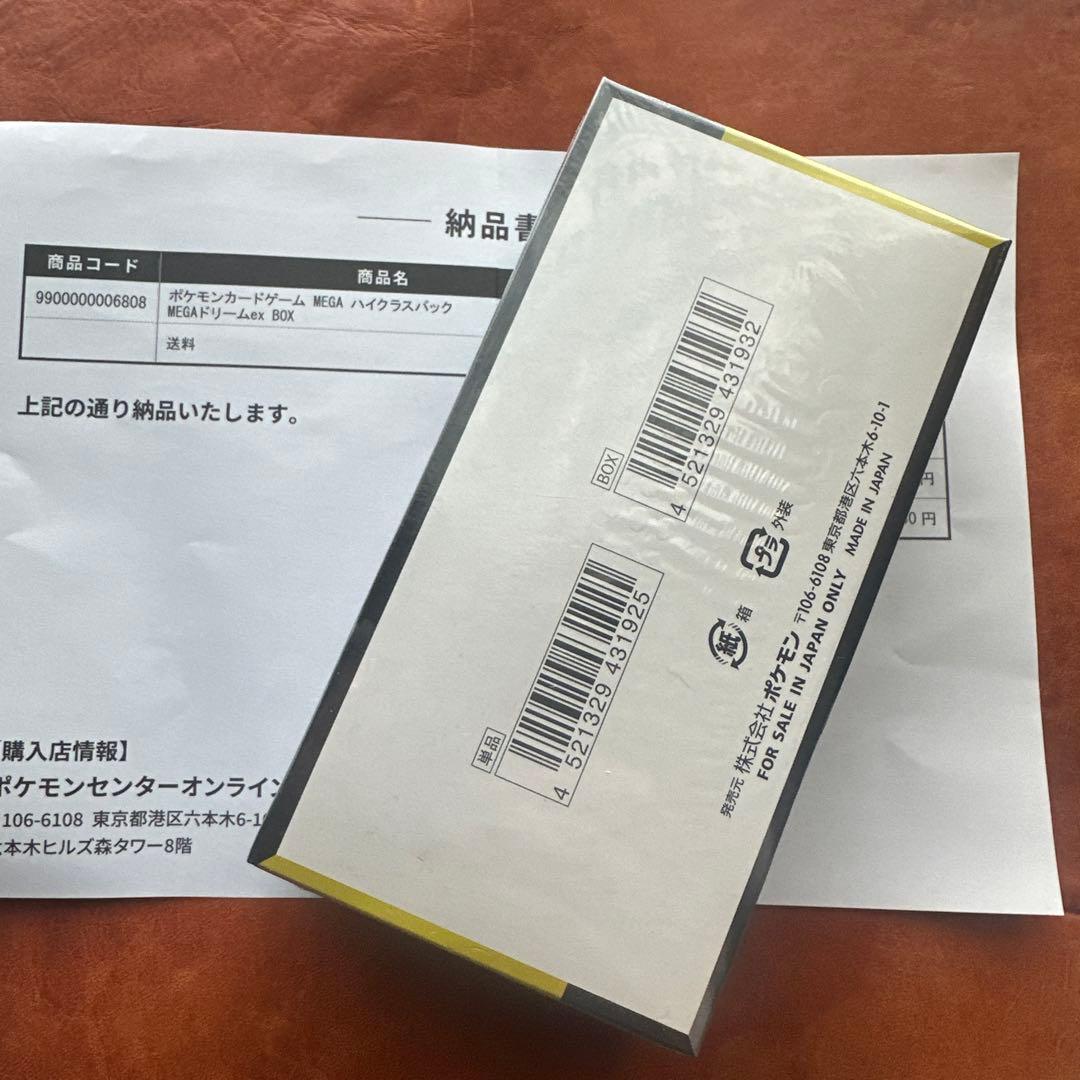 納品書
商品コード
商品名
9900000006808
ポケモンカードゲーム MEGA ハイクラスパック
MEGAドリームex BOX
送料
上記の通り納品いたします。
円
0 円
購入店情報】
ポケモンセンターオンライン
106-6108 東京都港区六本木6-10
六本木ヒルズ森タワー8階
BOX
4 521329 431932
単品
4 521329 431925
プラ 外装
紙 箱
発売元 株式会社ポケモン 〒106-6108 東京都港区六本木6-10-1
FOR SALE IN JAPAN ONLY MADE IN JAPAN